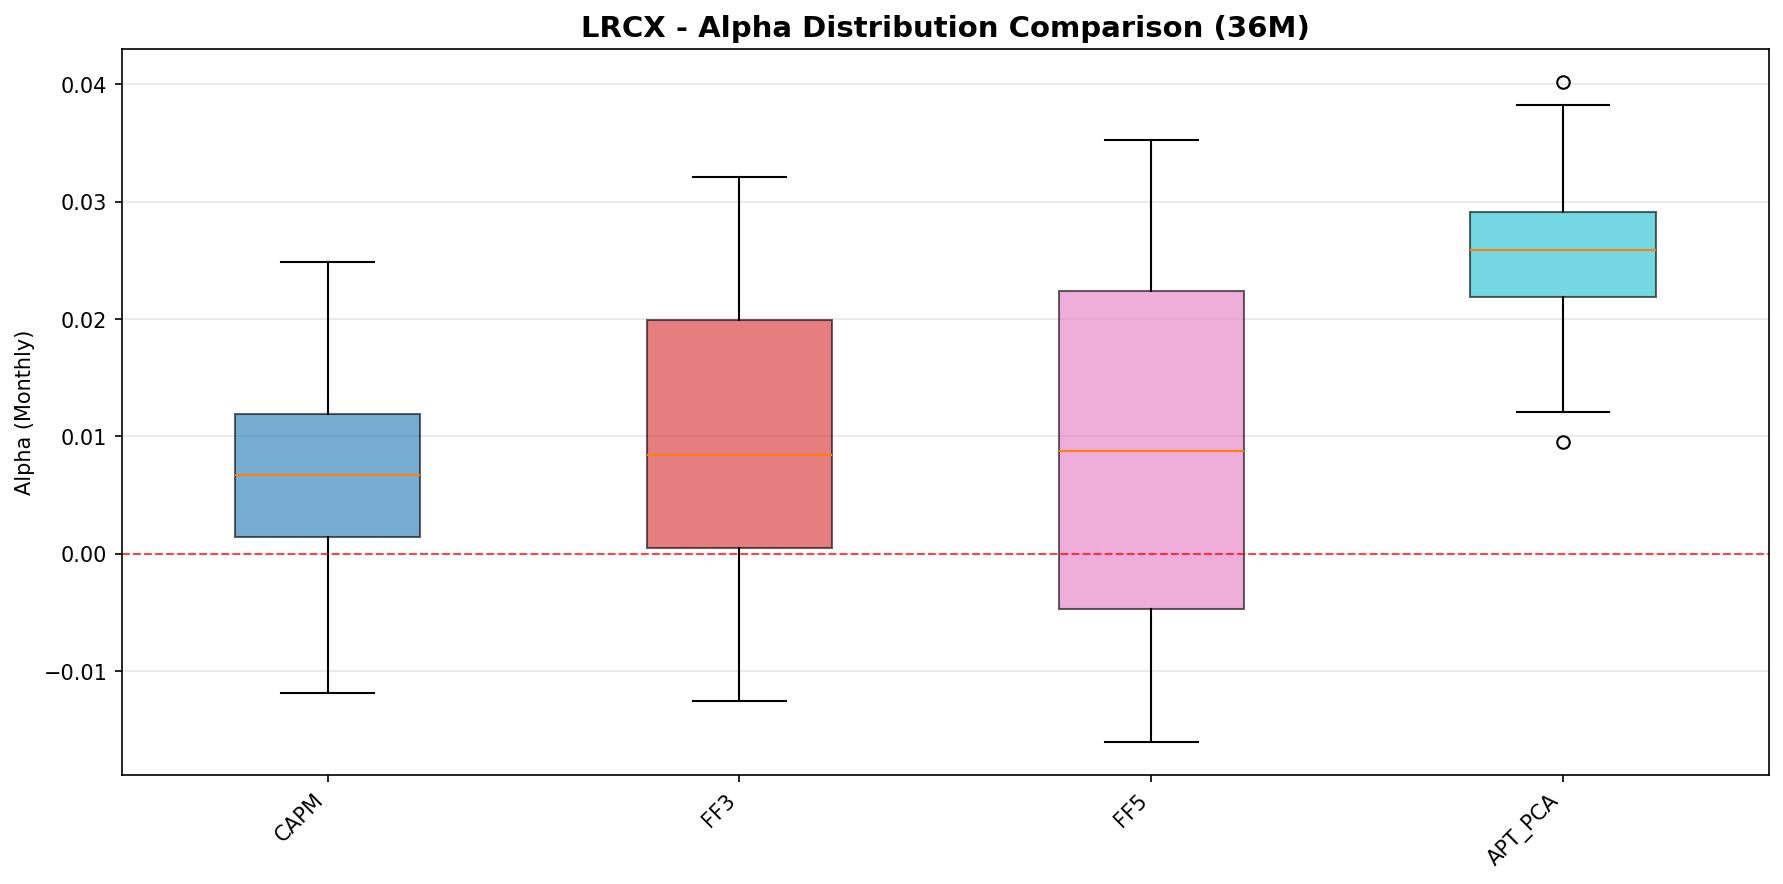 LRCX - Alpha Distribution Comparison (36M)
Alpha (Monthly)
0.04
0.03
0.02
0.01
0.00
−0.01
CAPM
FF3
FF5
APT_PCA